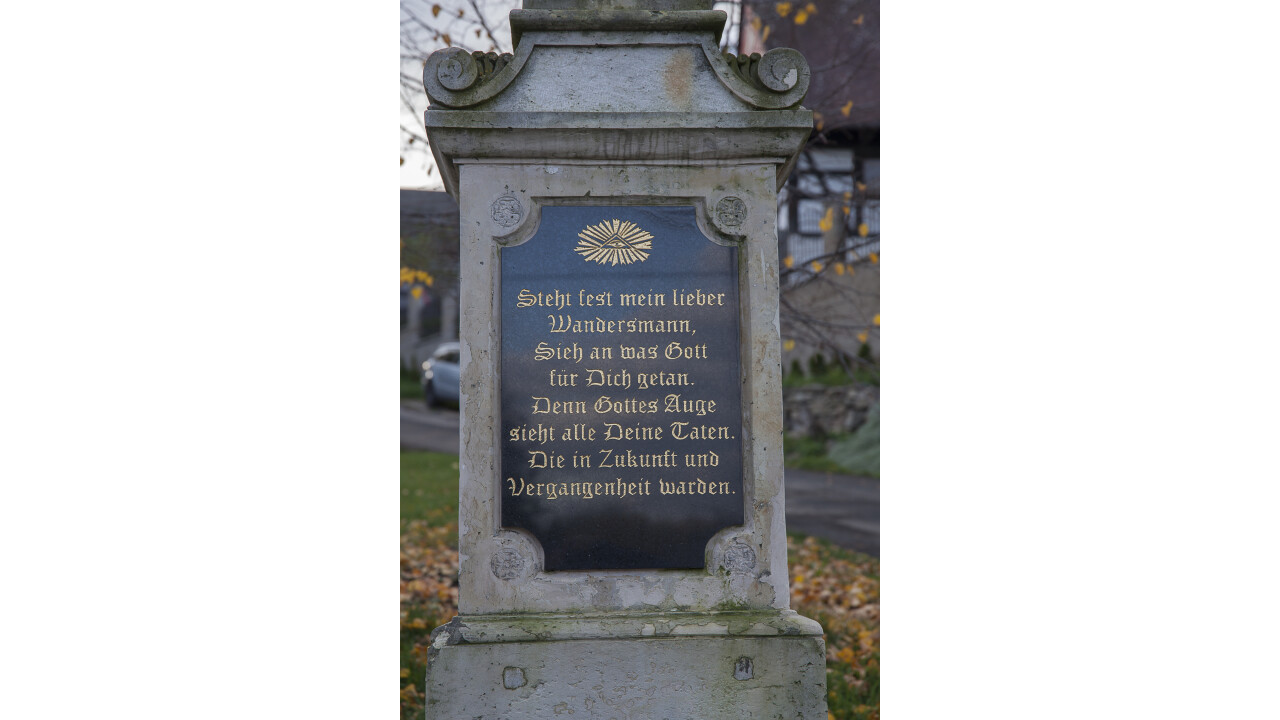 Steht fest mein lieber
Wandersmann,
Sieh an was Gott
für Dich getan.
Denn Gottes Auge
sieht alle Deine Taten.
Die in Zukunft und
Vergangenheit warden.